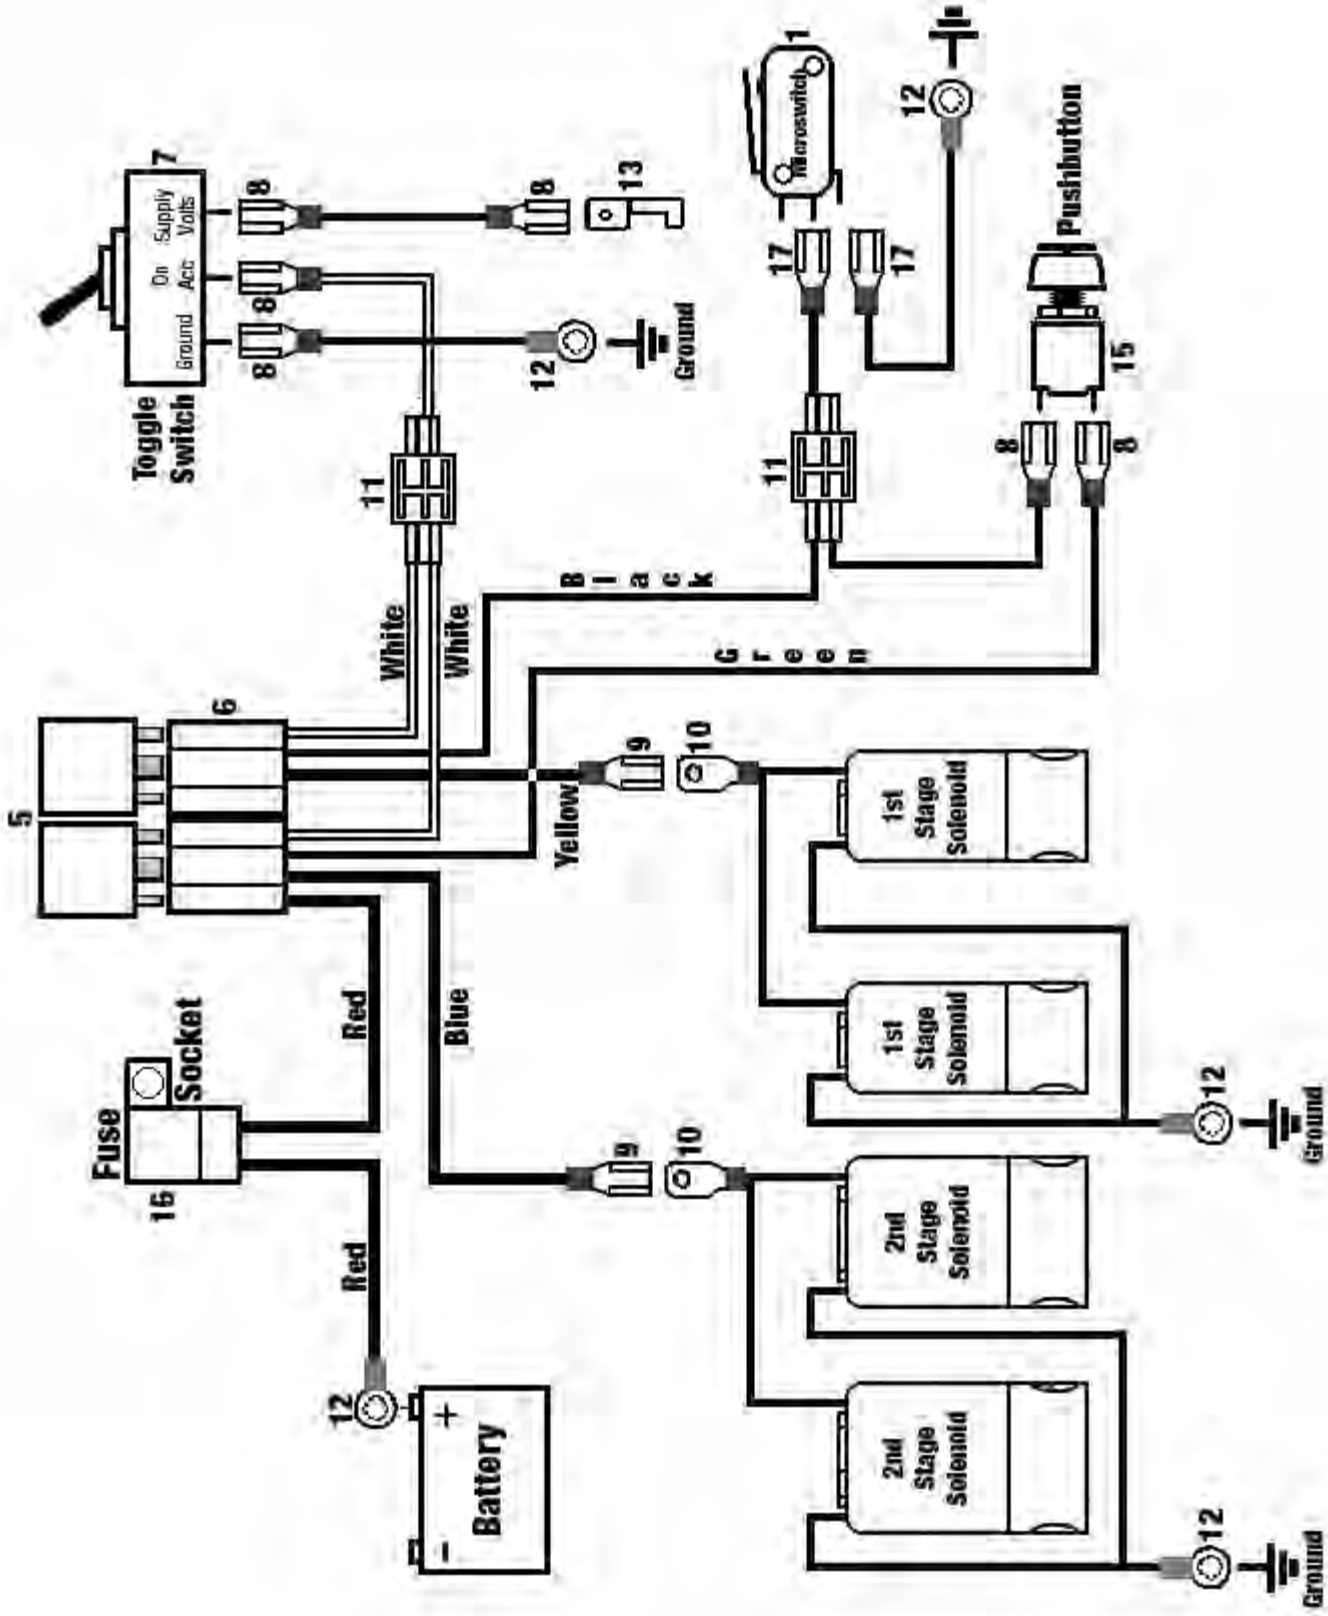 5
6
Toggle
Switch
7
Ground
On
Acc
Supply
Volts
8
8
8
8
13
12
Ground
11
White
White
Fuse
Socket
16
Red
Red
Blue
Yellow
Black
Green
1
Microswitch
17
17
12
11
Pushbutton
15
8
8
12
Battery
+
-
9
10
9
10
1st
Stage
Solenoid
1st
Stage
Solenoid
2nd
Stage
Solenoid
2nd
Stage
Solenoid
12
Ground
12
Ground